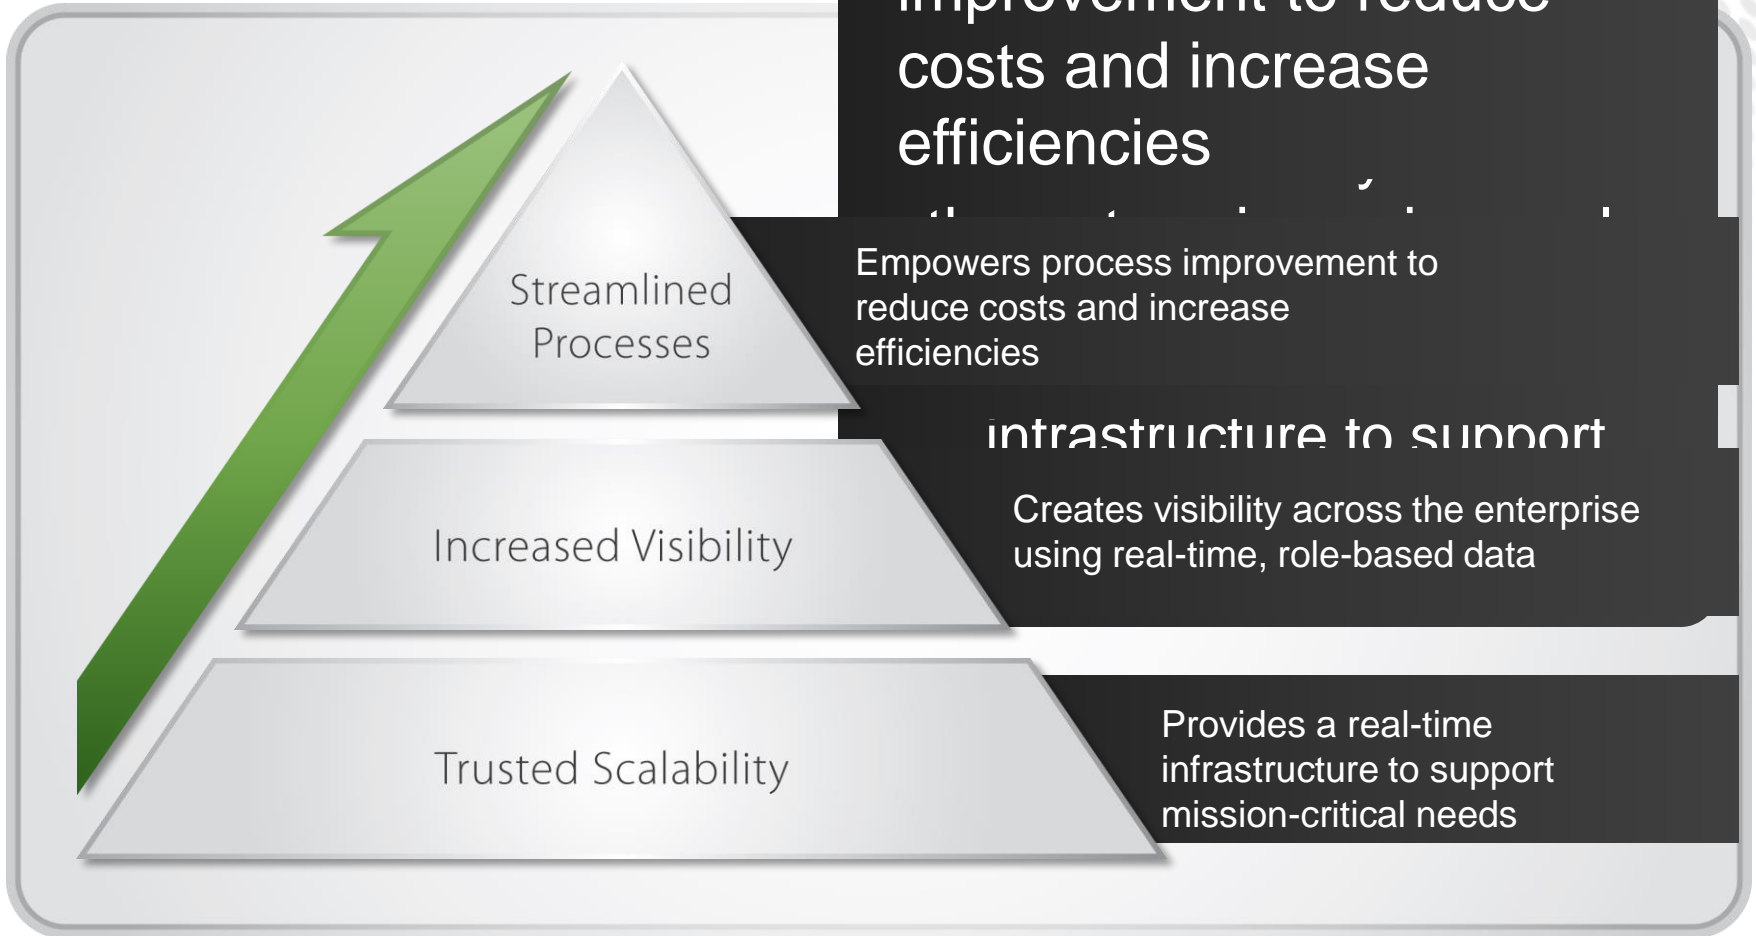 improvement to reduce
costs and increase
efficiencies
Streamlined
Processes
Empowers process improvement to
reduce costs and increase
efficiencies
infrastructure to support
Increased Visibility
Creates visibility across the enterprise
using real-time, role-based data
Trusted Scalability
Provides a real-time
infrastructure to support
mission-critical needs